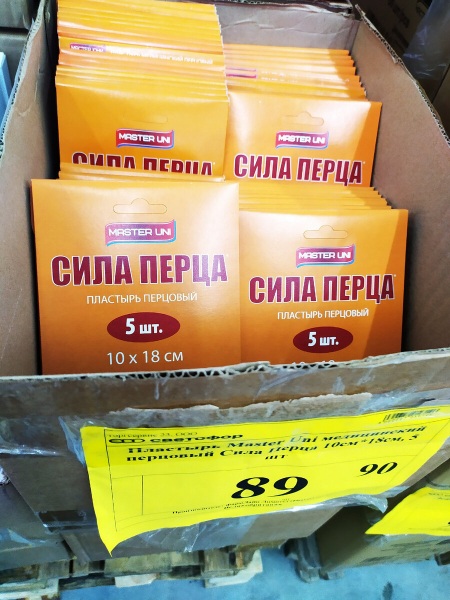 MASTER UNI
СИЛА ПЕРЦА
MASTER UNI
СИЛА ПЕРЦА
MASTER UNI
СИЛА ПЕРЦА
ПЛАСТЫРЬ ПЕРЦОВЫЙ
5 шт.
10 x 18 см
MASTER UNI
СИЛА ПЕРЦА
ПЛАСТЫРЬ ПЕРЦОВЫЙ
5 шт.
светофор
Пластырь Master Uni медицинский
перцовый Сила Перца 10см*18см, 5
шт
89 90